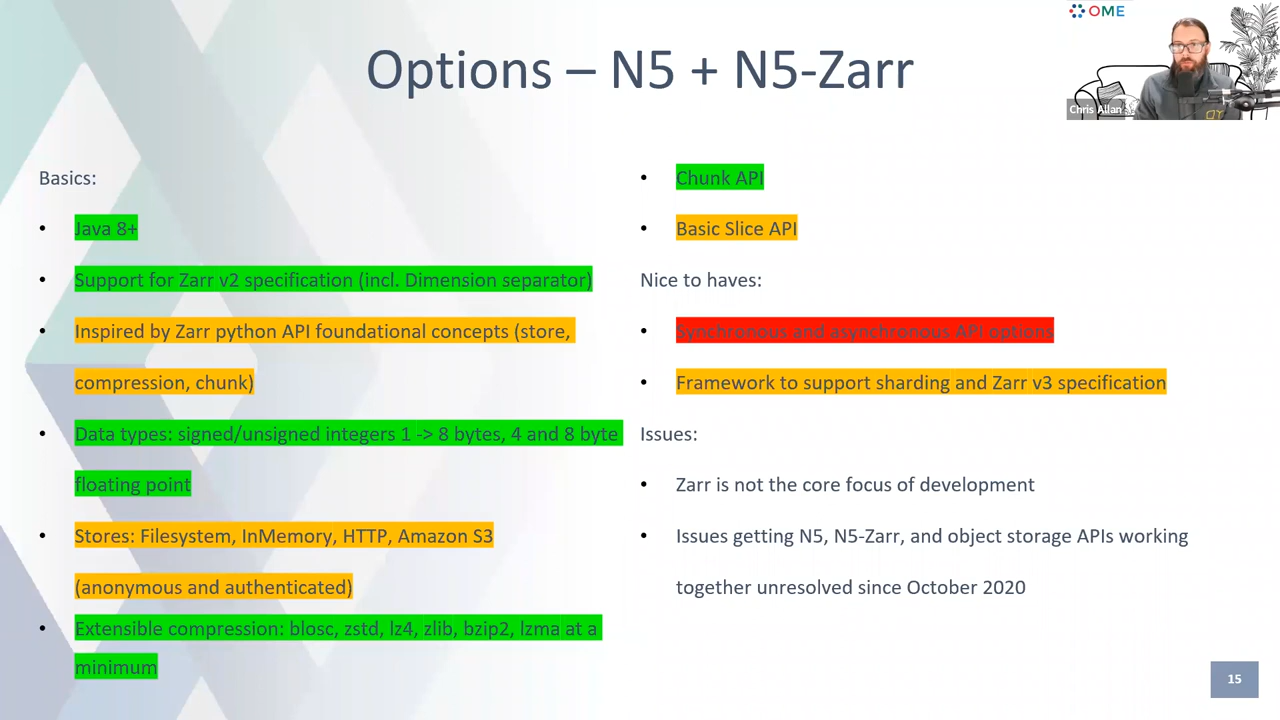 OME
Options – N5 + N5-Zarr
Chris Allan
Basics:
• Java 8+
• Support for Zarr v2 specification (incl. Dimension separator)
• Inspired by Zarr python API foundational concepts (store,
compression, chunk)
• Data types: signed/unsigned integers 1 -> 8 bytes, 4 and 8 byte
floating point
• Stores: Filesystem, InMemory, HTTP, Amazon S3
(anonymous and authenticated)
• Extensible compression: blosc, zstd, lz4, zlib, bzip2, lzma at a
minimum
• Chunk API
• Basic Slice API
Nice to haves:
• Synchronous and asynchronous API options
• Framework to support sharding and Zarr v3 specification
Issues:
• Zarr is not the core focus of development
• Issues getting N5, N5-Zarr, and object storage APIs working
together unresolved since October 2020
15